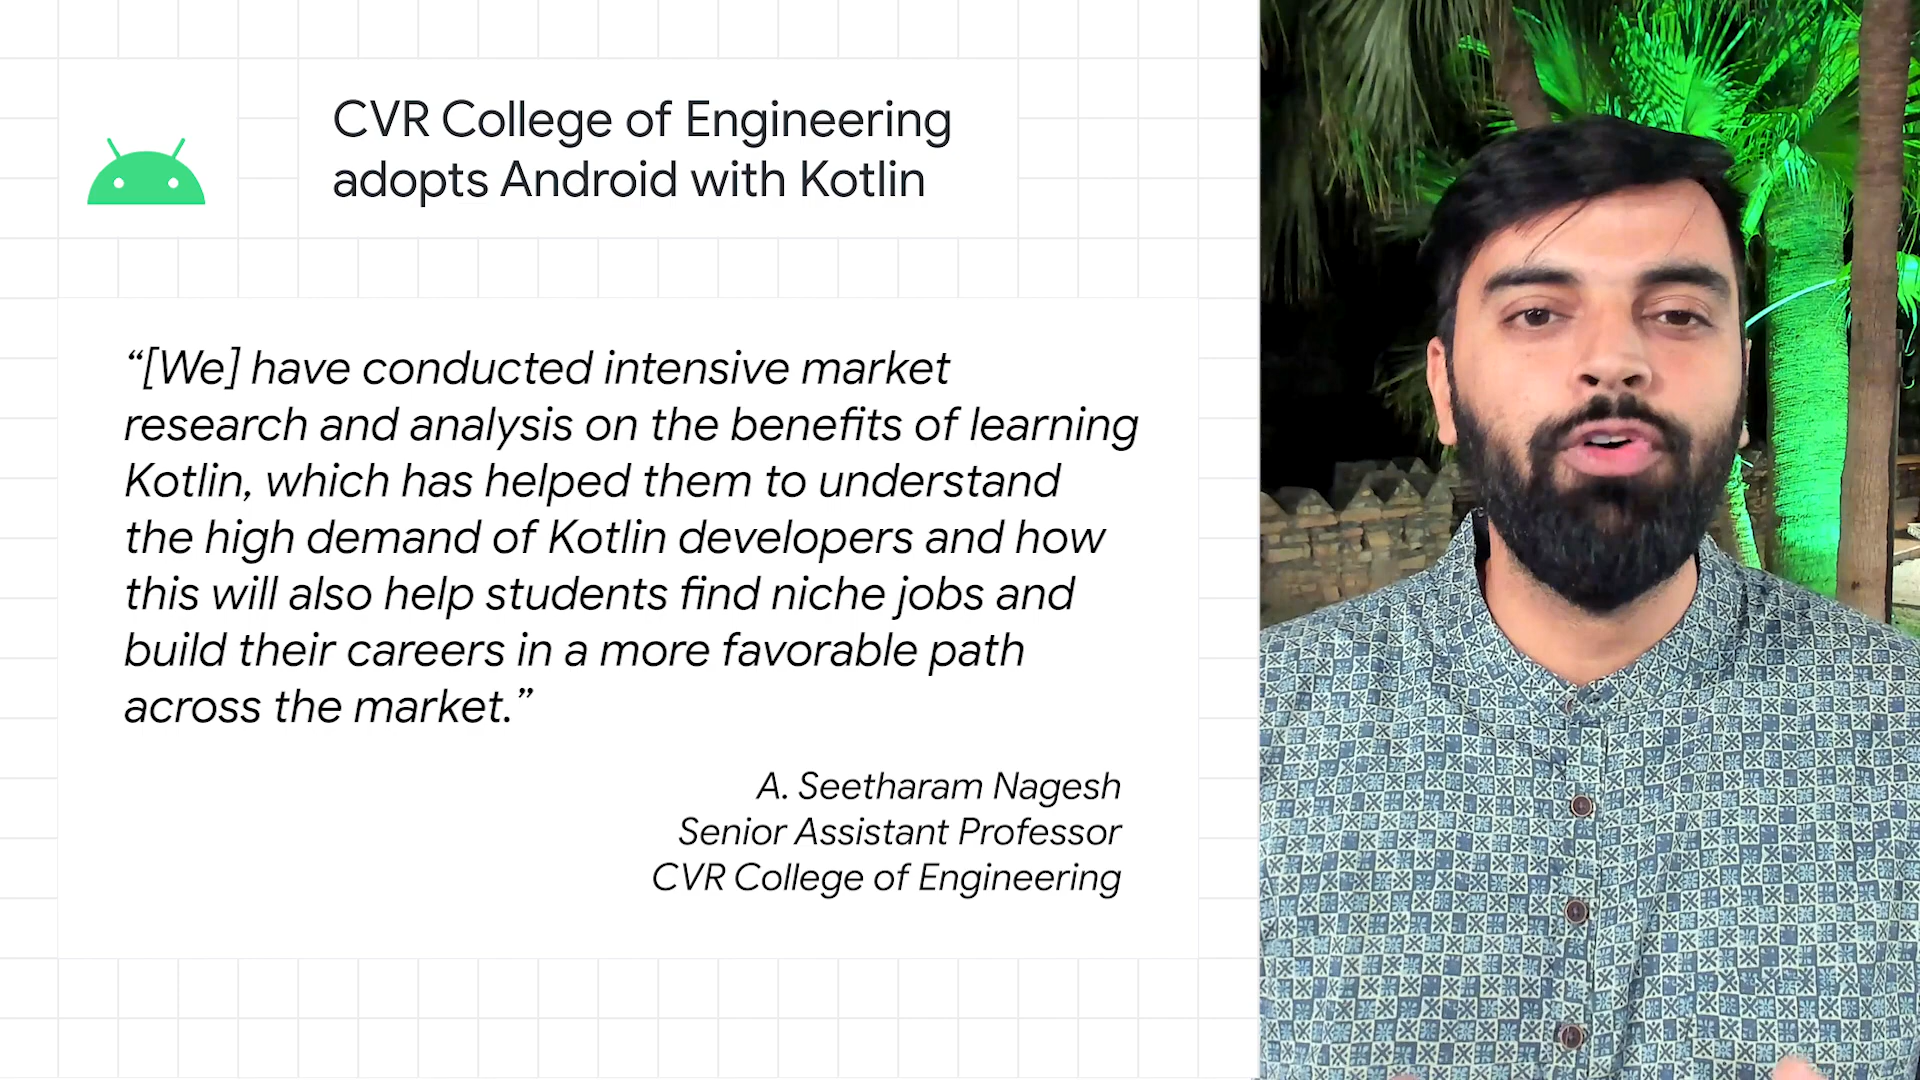 CVR College of Engineering
adopts Android with Kotlin
“[We] have conducted intensive market
research and analysis on the benefits of learning
Kotlin, which has helped them to understand
the high demand of Kotlin developers and how
this will also help students find niche jobs and
build their careers in a more favorable path
across the market.”
A. Seetharam Nagesh
Senior Assistant Professor
CVR College of Engineering